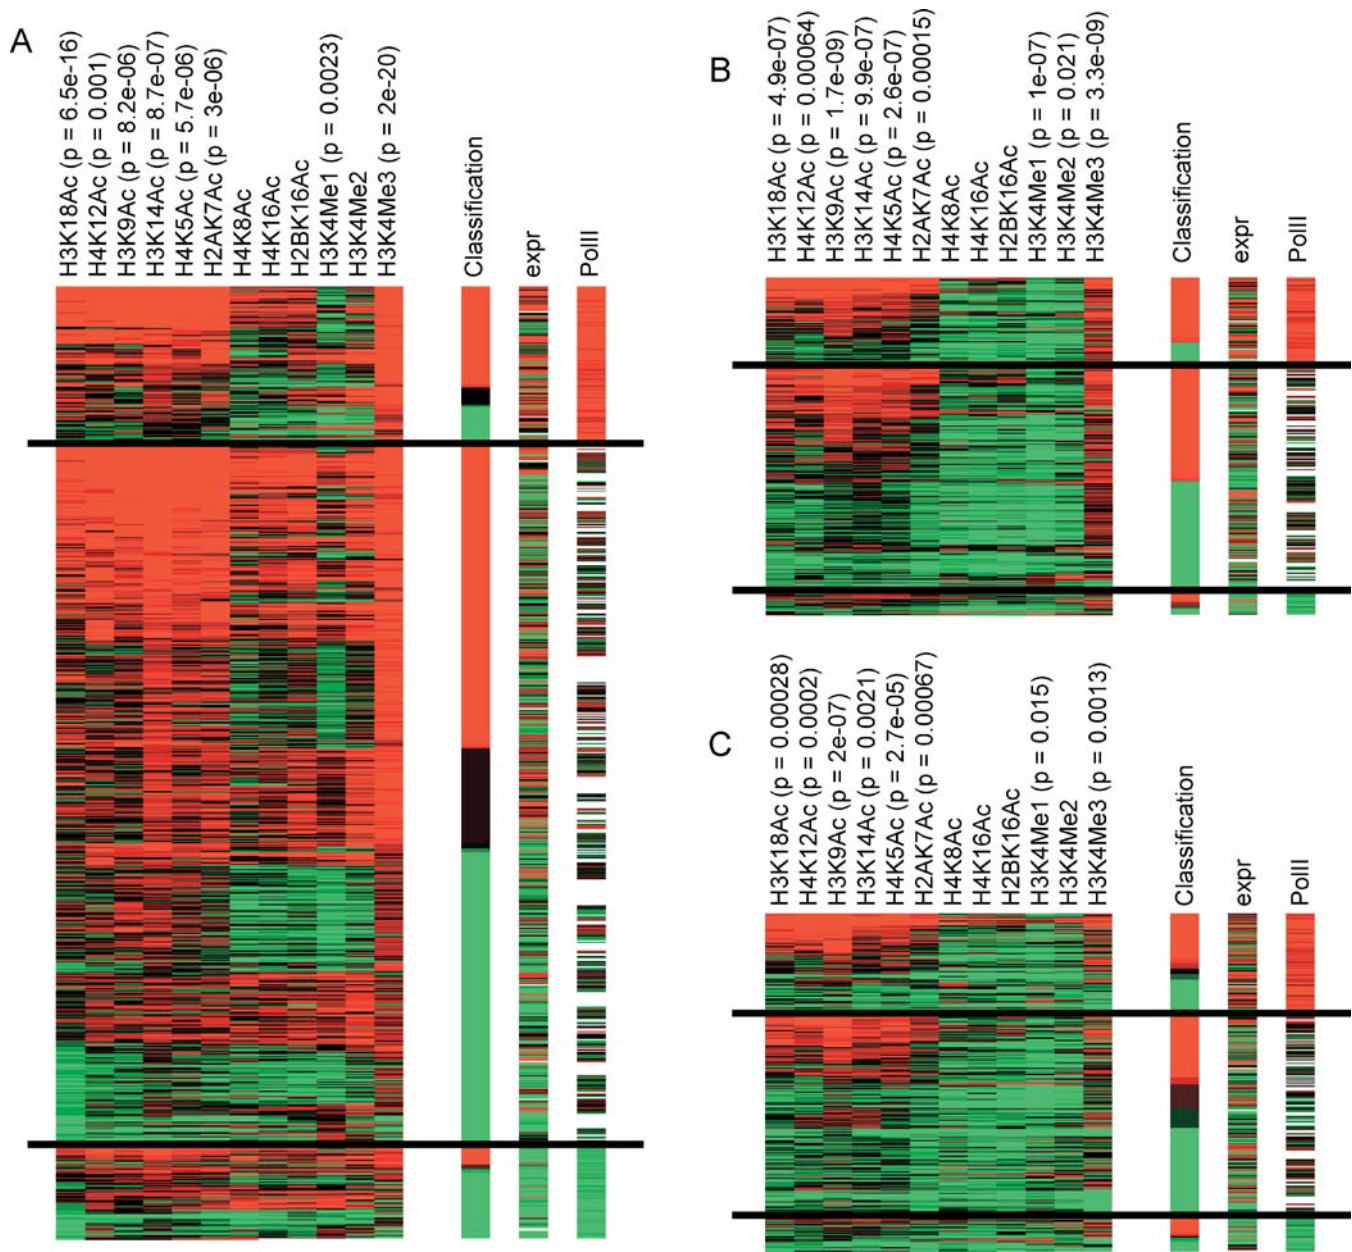 A
H3K18Ac (p = 6.5e-16)
H4K12Ac (p = 0.001)
H3K9Ac (p = 8.2e-06)
H3K14Ac (p = 8.7e-07)
H4K5Ac (p = 5.7e-06)
H2AK7Ac (p = 3e-06)
H4K8Ac
H4K16Ac
H2BK16Ac
H3K4Me1 (p = 0.0023)
H3K4Me2
H3K4Me3 (p = 2e-20)
Classification
expr
PolII
B
H3K18Ac (p = 4.9e-07)
H4K12Ac (p = 0.00064)
H3K9Ac (p = 1.7e-09)
H3K14Ac (p = 9.9e-07)
H4K5Ac (p = 2.6e-07)
H2AK7Ac (p = 0.00015)
H4K8Ac
H4K16Ac
H2BK16Ac
H3K4Me1 (p = 1e-07)
H3K4Me2 (p = 0.021)
H3K4Me3 (p = 3.3e-09)
Classification
expr
PolII
C
H3K18Ac (p = 0.00028)
H4K12Ac (p = 0.00002)
H3K9Ac (p = 2e-07)
H3K14Ac (p = 0.0021)
H4K5Ac (p = 2.7e-05)
H2AK7Ac (p = 0.00067)
H4K8Ac
H4K16Ac
H2BK16Ac
H3K4Me1 (p = 0.015)
H3K4Me2
H3K4Me3 (p = 0.0013)
Classification
expr
PolII